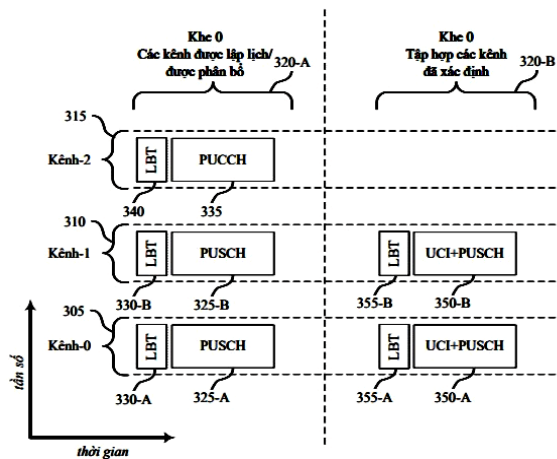 Khe 0
Các kênh được lập lịch/
được phân bổ
320-A
Khe 0
Tập hợp các kênh
đã xác định
320-B
315
Kênh-2
LBT
PUCCH
340
335
310
Kênh-1
LBT
PUSCH
LBT
UCI+PUSCH
330-B
325-B
355-B
350-B
305
Kênh-0
LBT
PUSCH
LBT
UCI+PUSCH
330-A
325-A
355-A
350-A
tần số
thời gian